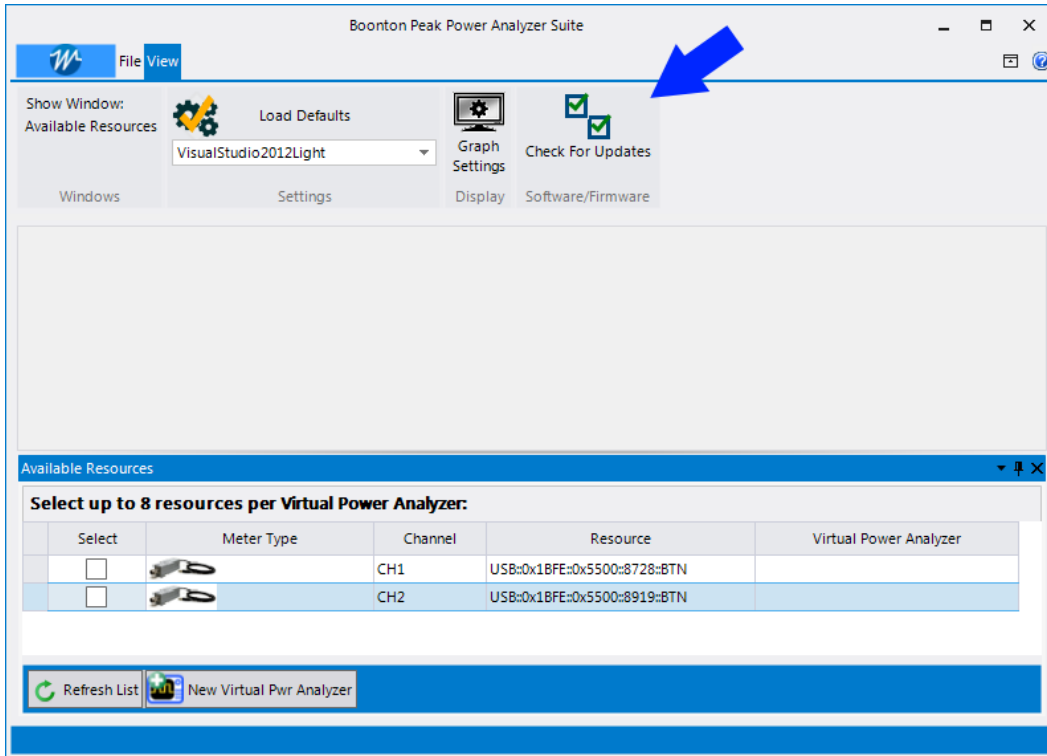 Boonton Peak Power Analyzer Suite
File View
Show Window:
Available Resources
Windows
Load Defaults
VisualStudio2012Light
Settings
Graph
Settings
Display
Check For Updates
Software/Firmware
Available Resources
Select up to 8 resources per Virtual Power Analyzer:
Select Meter Type Channel Resource Virtual Power Analyzer
CH1 USB::0x1BFE::0x5500::8728::BTN
CH2 USB::0x1BFE::0x5500::8919::BTN
Refresh List New Virtual Pwr Analyzer